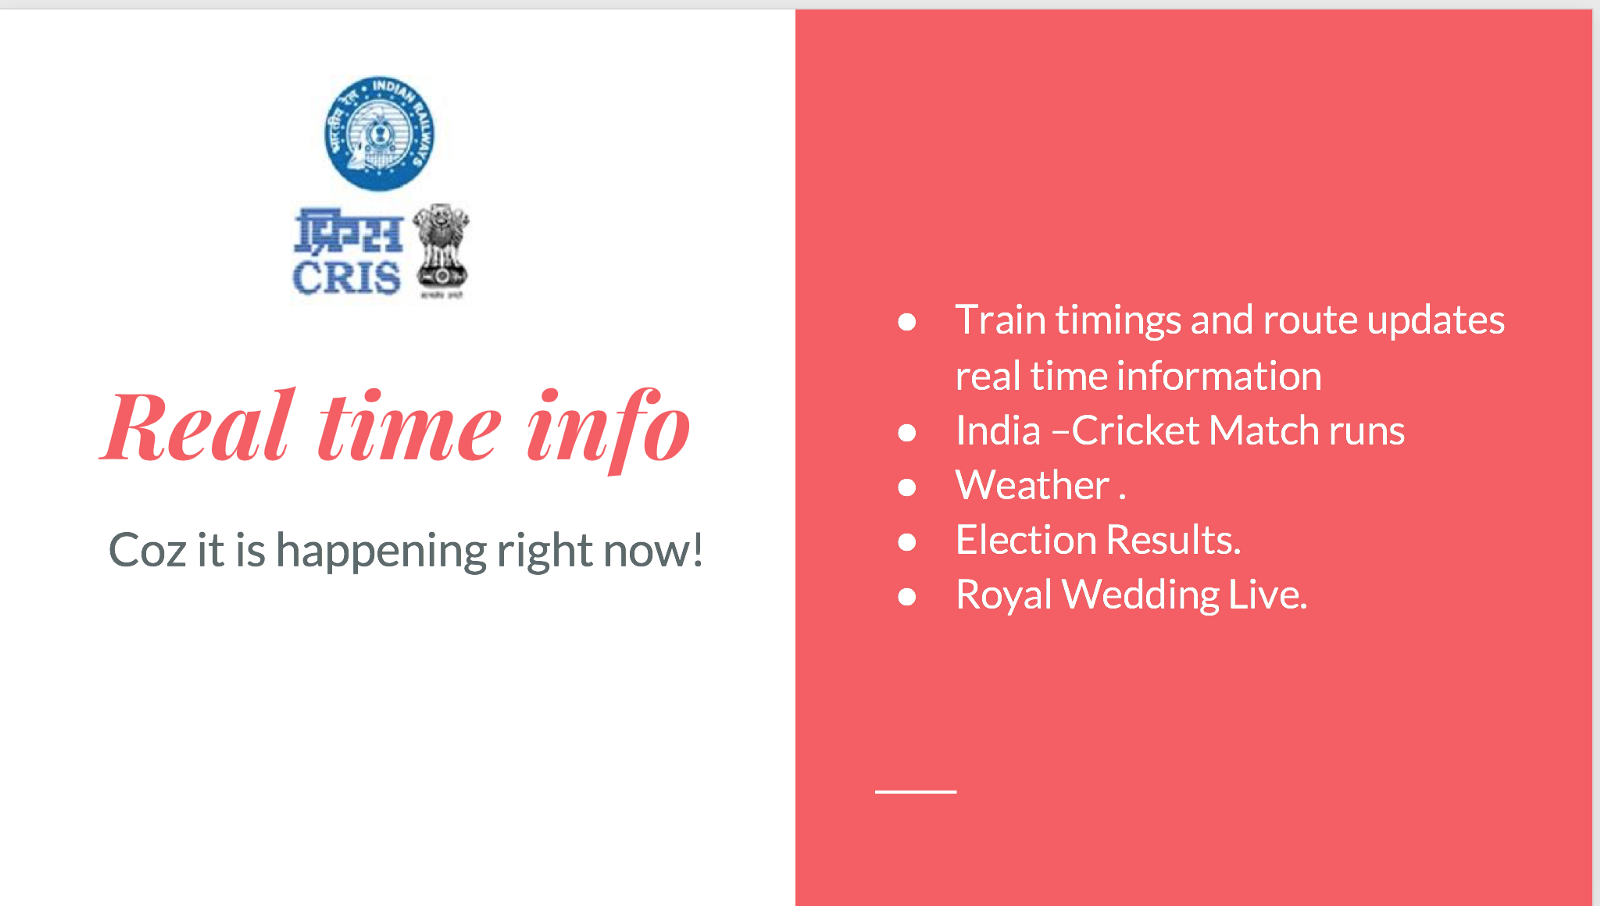 भारतीय रेल • INDIAN RAILWAYS
क्रिस
CRIS
Real time info
Coz it is happening right now!
● Train timings and route updates
real time information
● India –Cricket Match runs
● Weather .
● Election Results.
● Royal Wedding Live.